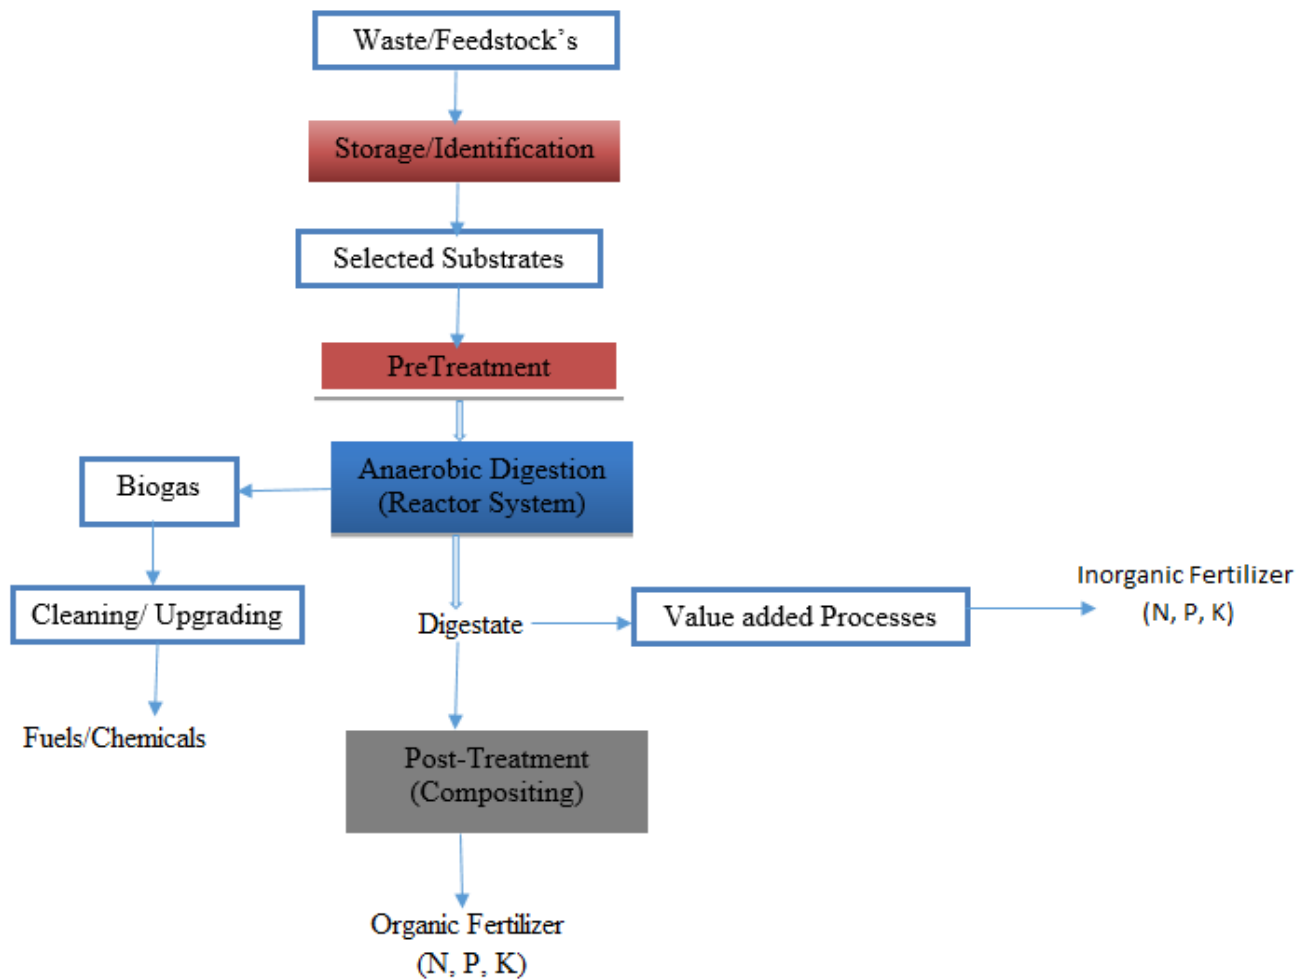 Waste/Feedstock’s
Storage/Identification
Selected Substrates
PreTreatment
Anaerobic Digestion
(Reactor System)
Biogas
Cleaning/ Upgrading
Fuels/Chemicals
Digestate
Value added Processes
Inorganic Fertilizer
(N, P, K)
Post-Treatment
(Compositing)
Organic Fertilizer
(N, P, K)